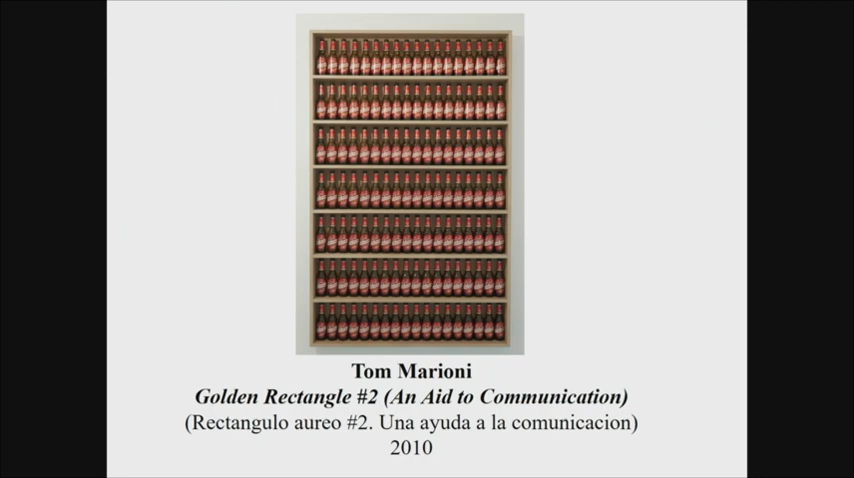 Tom Marioni
Golden Rectangle #2 (An Aid to Communication)
(Rectangulo aureo #2. Una ayuda a la comunicacion)
2010